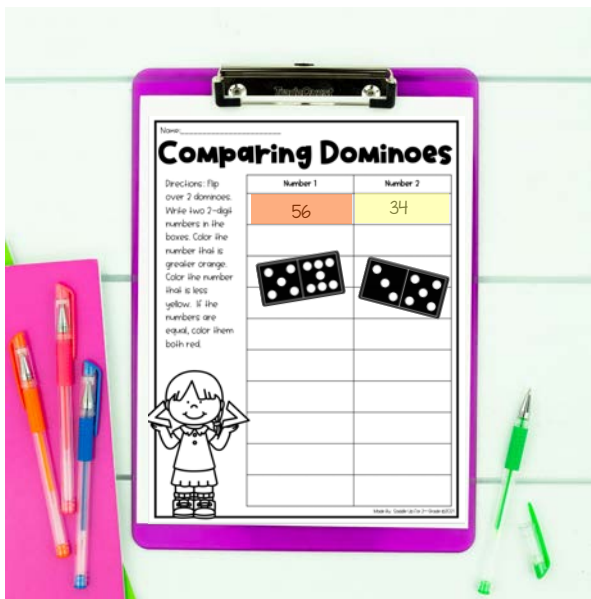 Name:
Comparing Dominoes
Directions: Flip
over 2 dominoes.
Write two 2-digit
numbers in the
boxes. Color the
number that is
greater orange.
Color the number
that is less
yellow. If the
numbers are
equal, color them
both red.
Number 1 Number 2
56 34